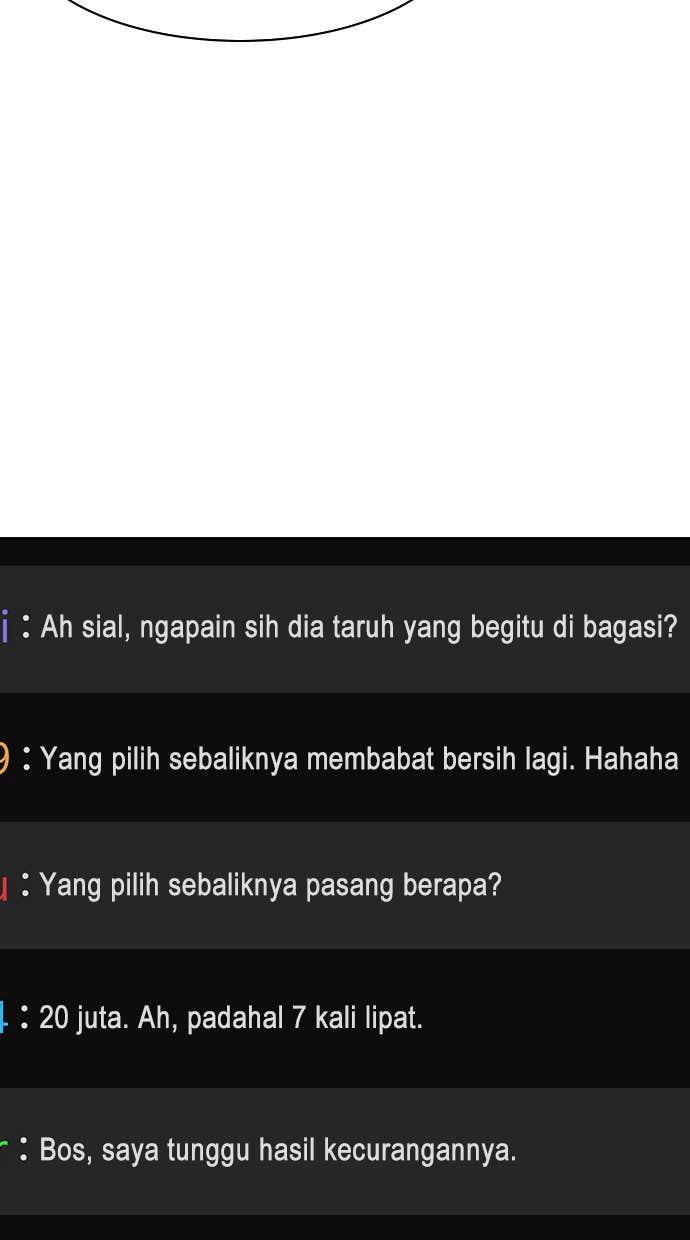 i : Ah sial, ngapain sih dia taruh yang begitu di bagasi?
9 : Yang pilih sebaliknya membabat bersih lagi. Hahaha
u : Yang pilih sebaliknya pasang berapa?
4 : 20 juta. Ah, padahal 7 kali lipat.
r : Bos, saya tunggu hasil kecurangannya.